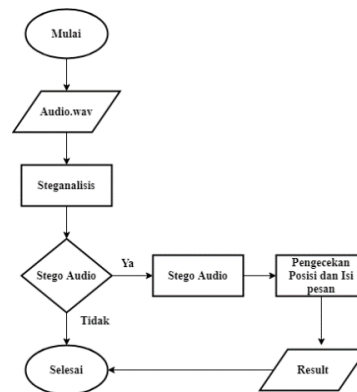 Mulai
Audio.wav
Steganalisis
Stego Audio
Ya
Stego Audio
Pengecekan
Posisi dan Isi
pesan
Tidak
Selesai
Result